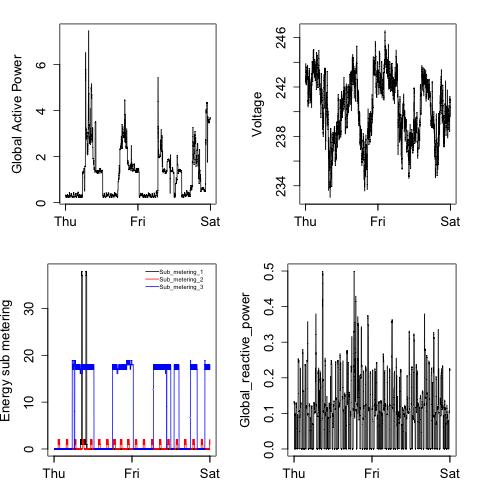 Global Active Power
6
4
2
0
Thu Fri Sat
Voltage
246
242
238
234
Thu Fri Sat
Energy sub metering
30
20
10
0
Sub_metering_1
Sub_metering_2
Sub_metering_3
Thu Fri Sat
Global_reactive_power
0.5
0.4
0.3
0.2
0.1
0.0
Thu Fri Sat